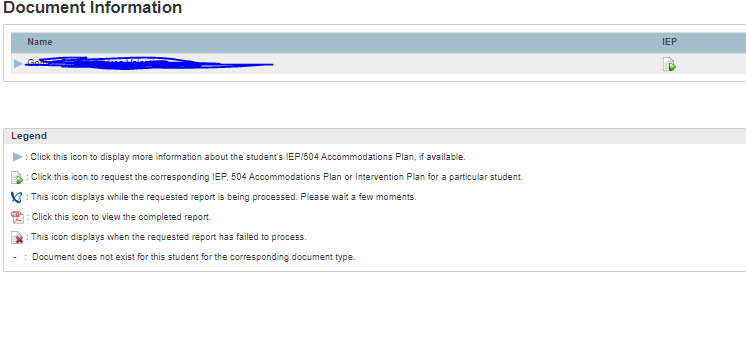 Document Information
Name IEP
Legend
: Click this icon to display more information about the student's IEP/504 Accommodations Plan, if available.
: Click this icon to request the corresponding IEP, 504 Accommodations Plan or Intervention Plan for a particular student.
: This icon displays while the requested report is being processed. Please wait a few moments.
: Click this icon to view the completed report.
: This icon displays when the requested report has failed to process.
- : Document does not exist for this student for the corresponding document type.